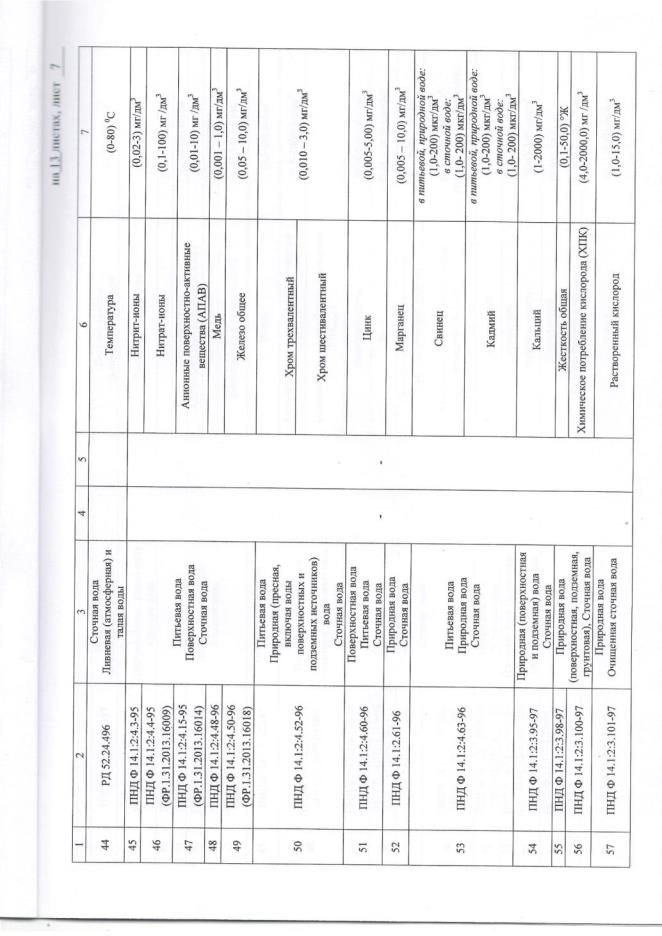 на 13 листах, лист 7
1 2 3 4 5 6 7
44 РД 52.24.496 Сточная вода
Ливневая (атмосферная) и
талая воды
Температура (0-80) ⁰С
45 ПНД Ф 14.1:2:4.3-95 Нитрит-ионы (0,02-3) мг/дм³
46 ПНД Ф 14.1:2:4.4-95
(ФР.1.31.2013.16009)
Нитрат-ионы (0,1-100) мг /дм³
Питьевая вода
Поверхностная вода
Сточная вода
47 ПНД Ф 14.1:2:4.15-95
(ФР.1.31.2013.16014)
Анионные поверхностно-активные
вещества (АПАВ)
(0,01-10) мг /дм³
48 ПНД Ф 14.1:2:4.48-96 Медь (0,001 – 1,0) мг/дм³
49 ПНД Ф 14.1:2:4.50-96
(ФР.1.31.2013.16018)
Железо общее (0,05 – 10,0) мг/дм³
50 ПНД Ф 14.1:2:4.52-96
Питьевая вода
Природная (пресная,
включая воды
поверхностных и
подземных источников)
вода
Сточная вода
Хром трехвалентный
Хром шестивалентный
(0,010 – 3,0) мг/дм³
51 ПНД Ф 14.1:2:4.60-96
Поверхностная вода
Питьевая вода
Сточная вода
- -
Цинк (0,005-5,00) мг/дм³
52 ПНД Ф 14.1:2.61-96
Природная вода
Сточная вода
Марганец (0,005 – 10,0) мг/дм³
53 ПНД Ф 14.1:2:4.63-96
Питьевая вода
Природная вода
Сточная вода
Свинец
в питьевой, природной воде:
(1,0-200) мкг/дм³
в сточной воде:
(1,0- 200) мкг/дм³
Кадмий
в питьевой, природной воде:
(1,0-200) мкг/дм³
в сточной воде:
(1,0- 200) мкг/дм³
54 ПНД Ф 14.1:2:3.95-97
Природная (поверхностная
и подземная) вода
Сточная вода
Кальций (1-2000) мг/дм³
55 ПНД Ф 14.1:2:3.98-97 Природная вода
(поверхностная, подземная,
грунтовая), Сточная вода
Жесткость общая (0,1-50,0) °Ж
56 ПНД Ф 14.1:2:3.100-97 Химическое потребление кислорода (ХПК) (4,0-2000,0) мг /дм³
57 ПНД Ф 14.1:2:3.101-97
Природная вода
Очищенная сточная вода
Растворенный кислород (1,0-15,0) мг/дм³